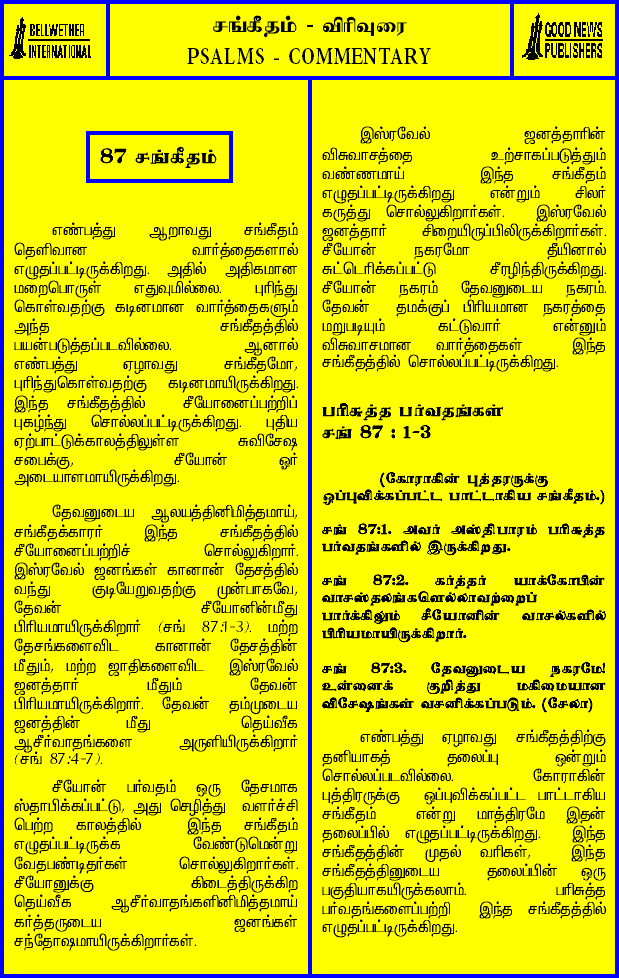 BELLWETHER
INTERNATIONAL
சங்கீதம் - விரிவுரை
PSALMS - COMMENTARY
GOOD NEWS
PUBLISHERS
87 சங்கீதம்
எண்பத்து ஆறாவது சங்கீதம்
தெளிவான வார்த்தைகளால்
எழுதப்பட்டிருக்கிறது. அதில் அதிகமான
மறைபொருள் எதுவுமில்லை. புரிந்து
கொள்வதற்கு கடினமான வார்த்தைகளும்
அந்த சங்கீதத்தில்
பயன்படுத்தப்படவில்லை. ஆனால்
எண்பத்து ஏழாவது சங்கீதமோ,
புரிந்துகொள்வதற்கு கடினமாயிருக்கிறது.
இந்த சங்கீதத்தில் சீயோனைப்பற்றிப்
புகழ்ந்து சொல்லப்பட்டிருக்கிறது. புதிய
ஏற்பாட்டுக்காலத்திலுள்ள சுவிசேஷ
சபைக்கு, சீயோன் ஓர்
அடையாளமாயிருக்கிறது.
தேவனுடைய ஆலயத்தினிமித்தமாய்,
சங்கீதக்காரர் இந்த சங்கீதத்தில்
சீயோனைப்பற்றிச் சொல்லுகிறார்.
இஸ்ரவேல் ஜனங்கள் கானான் தேசத்தில்
வந்து குடியேறுவதற்கு முன்பாகவே,
தேவன் சீயோனின்மீது
பிரியமாயிருக்கிறார் (சங் 87:1-3). மற்ற
தேசங்களைவிட கானான் தேசத்தின்
மீதும், மற்ற ஜாதிகளைவிட இஸ்ரவேல்
ஜனத்தார் மீதும் தேவன்
பிரியமாயிருக்கிறார். தேவன் தம்முடைய
ஜனத்தின் மீது தெய்வீக
ஆசீர்வாதங்களை அருளியிருக்கிறார்
(சங் 87:4-7).
சீயோன் பர்வதம் ஒரு தேசமாக
ஸ்தாபிக்கப்பட்டு, அது செழித்து வளர்ச்சி
பெற்ற காலத்தில் இந்த சங்கீதம்
எழுதப்பட்டிருக்க வேண்டுமென்று
வேதபண்டிதர்கள் சொல்லுகிறார்கள்.
சீயோனுக்கு கிடைத்திருக்கிற
தெய்வீக ஆசீர்வாதங்களினிமித்தமாய்
கர்த்தருடைய ஜனங்கள்
சந்தோஷமாயிருக்கிறார்கள்.
இஸ்ரவேல் ஜனத்தாரின்
விசுவாசத்தை உற்சாகப்படுத்தும்
வண்ணமாய் இந்த சங்கீதம்
எழுதப்பட்டிருக்கிறது என்றும் சிலர்
கருத்து சொல்லுகிறார்கள். இஸ்ரவேல்
ஜனத்தார் சிறையிருப்பிலிருக்கிறார்கள்.
சீயோன் நகரமோ தீயினால்
சுட்டெரிக்கப்பட்டு சீரழிந்திருக்கிறது.
சீயோன் நகரம் தேவனுடைய நகரம்.
தேவன் தமக்குப் பிரியமான நகரத்தை
மறுபடியும் கட்டுவார் என்னும்
விசுவாசமான வார்த்தைகள் இந்த
சங்கீதத்தில் சொல்லப்பட்டிருக்கிறது.
பரிசுத்த பர்வதங்கள்
சங் 87 : 1-3
(கோராகின் புத்தரருக்கு
ஒப்புவிக்கப்பட்ட பாட்டாகிய சங்கீதம்.)
சங் 87:1. அவர் அஸ்திபாரம் பரிசுத்த
பர்வதங்களில் இருக்கிறது.
சங் 87:2. கர்த்தர் யாக்கோபின்
வாசஸ்தலங்களெல்லாவற்றைப்
பார்க்கிலும் சீயோனின் வாசல்களில்
பிரியமாயிருக்கிறார்.
சங் 87:3. தேவனுடைய நகரமே!
உன்னைக் குறித்து மகிமையான
விசேஷங்கள் வசனிக்கப்படும். (சேலா)
எண்பத்து ஏழாவது சங்கீதத்திற்கு
தனியாகத் தலைப்பு ஒன்றும்
சொல்லப்படவில்லை. கோராகின்
புத்திரருக்கு ஒப்புவிக்கப்பட்ட பாட்டாகிய
சங்கீதம் என்று மாத்திரமே இதன்
தலைப்பில் எழுதப்பட்டிருக்கிறது. இந்த
சங்கீதத்தின் முதல் வரிகள், இந்த
சங்கீதத்தினுடைய தலைப்பின் ஒரு
பகுதியாகயிருக்கலாம். பரிசுத்த
பர்வதங்களைப்பற்றி இந்த சங்கீதத்தில்
எழுதப்பட்டிருக்கிறது.